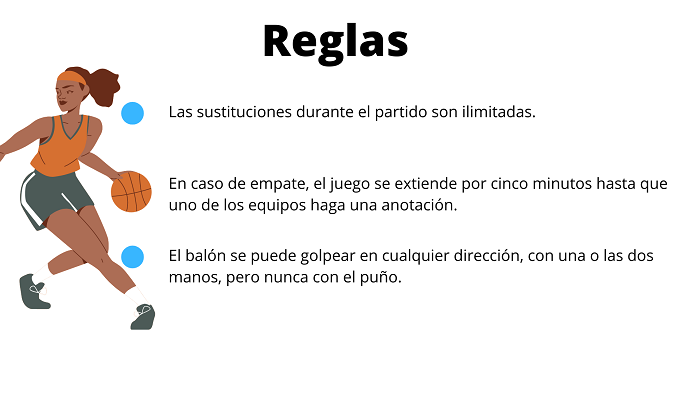 Reglas
Las sustituciones durante el partido son ilimitadas.
En caso de empate, el juego se extiende por cinco minutos hasta que
uno de los equipos haga una anotación.
El balón se puede golpear en cualquier dirección, con una o las dos
manos, pero nunca con el puño.